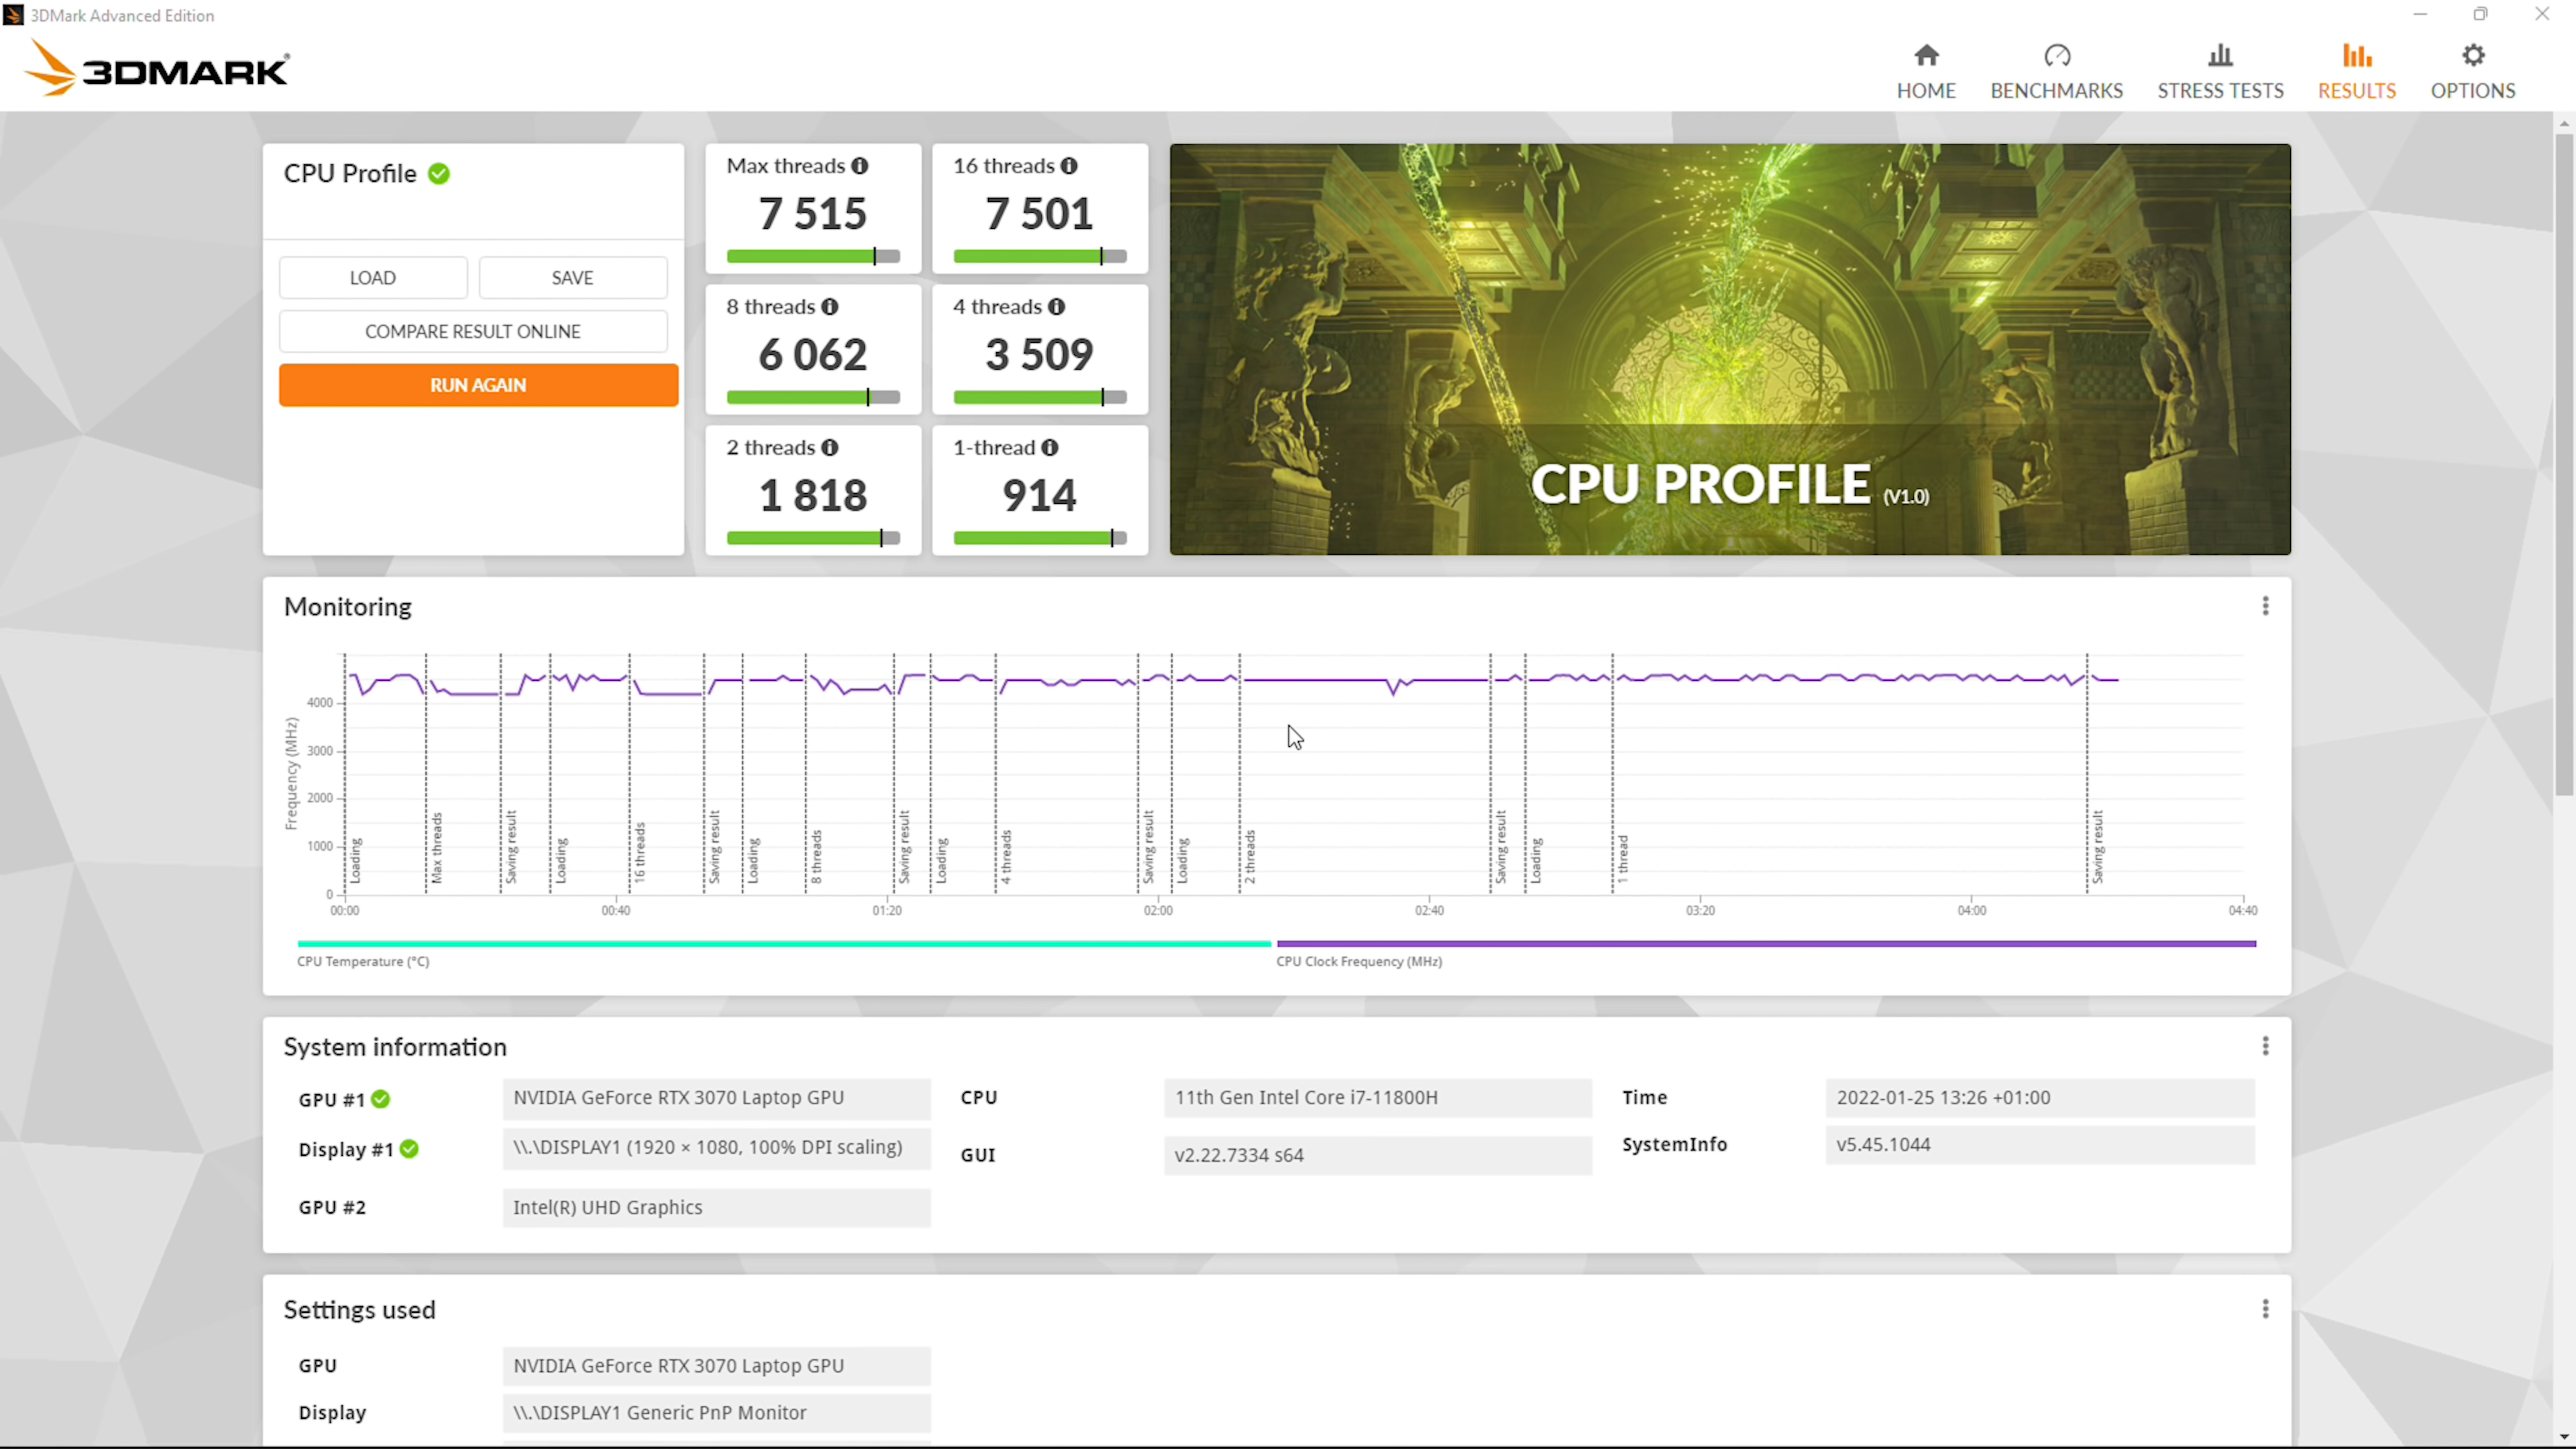 3DMark Advanced Edition
3DMARK®
HOME
BENCHMARKS
STRESS TESTS
RESULTS
OPTIONS
CPU Profile
LOAD
SAVE
COMPARE RESULT ONLINE
RUN AGAIN
Max threads
7 515
16 threads
7 501
8 threads
6 062
4 threads
3 509
2 threads
1 818
1-thread
914
CPU PROFILE (V1.0)
Monitoring
Frequency (MHz)
4000
3000
2000
1000
0
Loading
Max threads
Saving result
Loading
16 threads
Saving result
Loading
8 threads
Saving result
Loading
4 threads
Saving result
Loading
2 threads
Saving result
Loading
1 thread
Saving result
00:00
00:40
01:20
02:00
02:40
03:20
04:00
04:40
CPU Temperature (°C)
CPU Clock Frequency (MHz)
System information
GPU #1
NVIDIA GeForce RTX 3070 Laptop GPU
Display #1
\\.\DISPLAY1 (1920 × 1080, 100% DPI scaling)
GPU #2
Intel(R) UHD Graphics
CPU
11th Gen Intel Core i7-11800H
GUI
v2.22.7334 s64
Time
2022-01-25 13:26 +01:00
SystemInfo
v5.45.1044
Settings used
GPU
NVIDIA GeForce RTX 3070 Laptop GPU
Display
\\.\DISPLAY1 Generic PnP Monitor